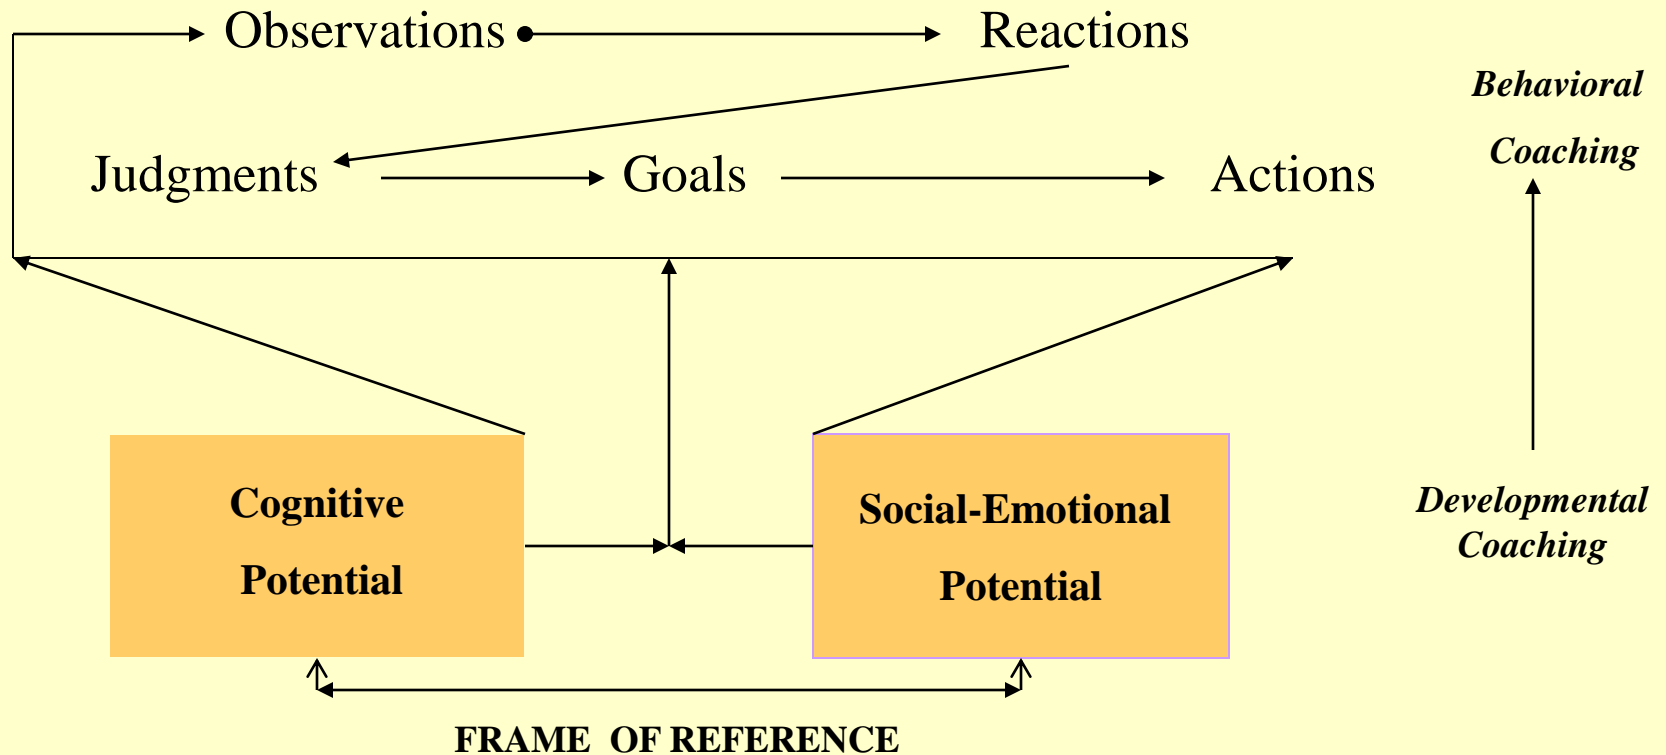 Observations
Reactions
Behavioral
Coaching
Judgments
Goals
Actions
Cognitive
Potential
Social-Emotional
Potential
Developmental
Coaching
FRAME OF REFERENCE